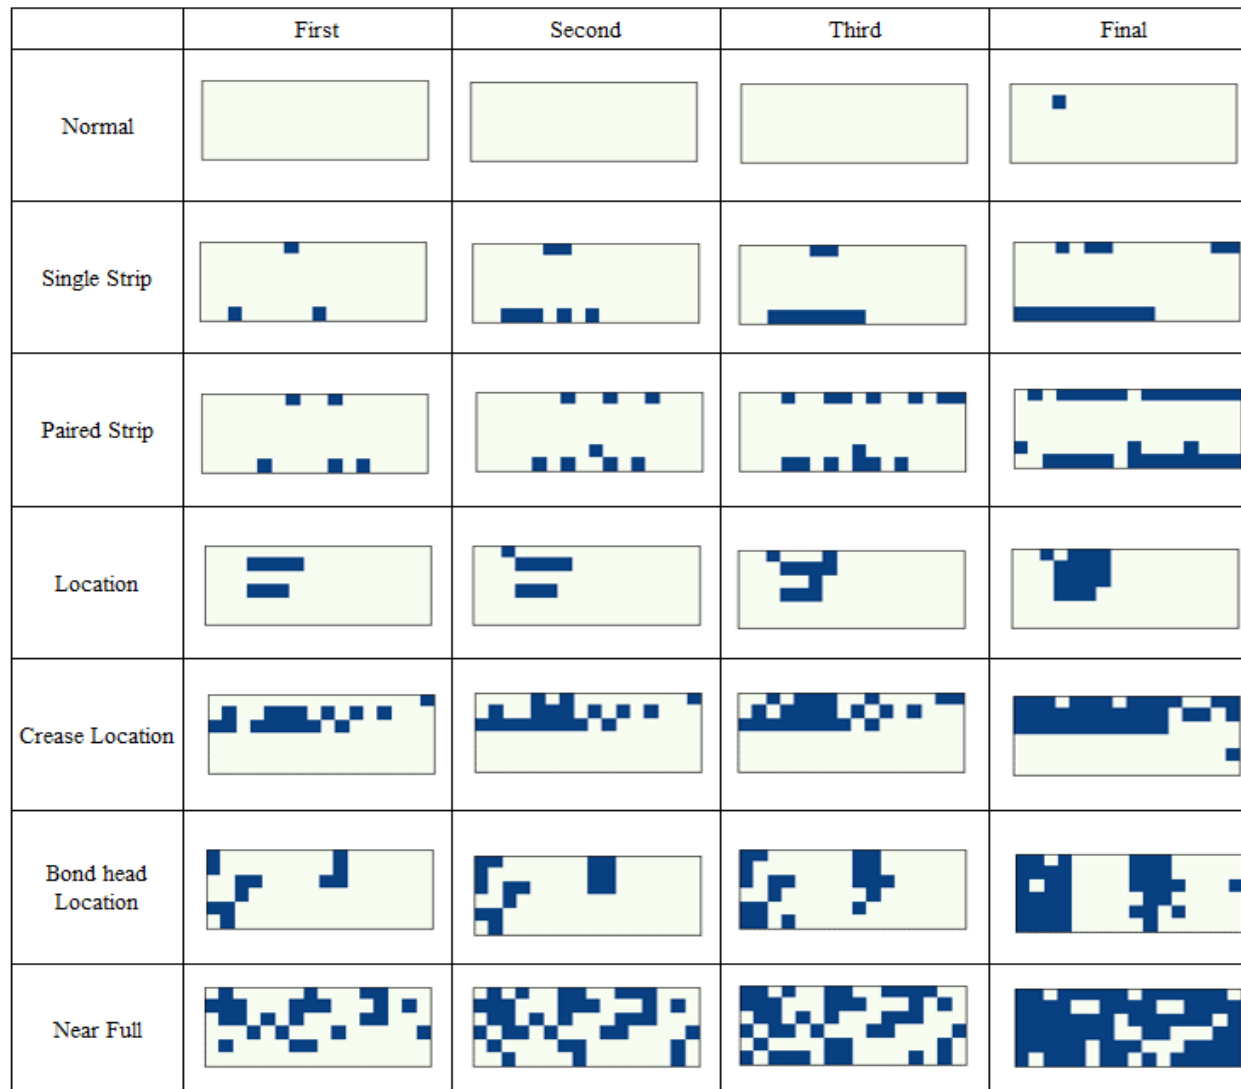 First Second Third Final
Normal
Single Strip
Paired Strip
Location
Crease Location
Bond head
Location
Near Full